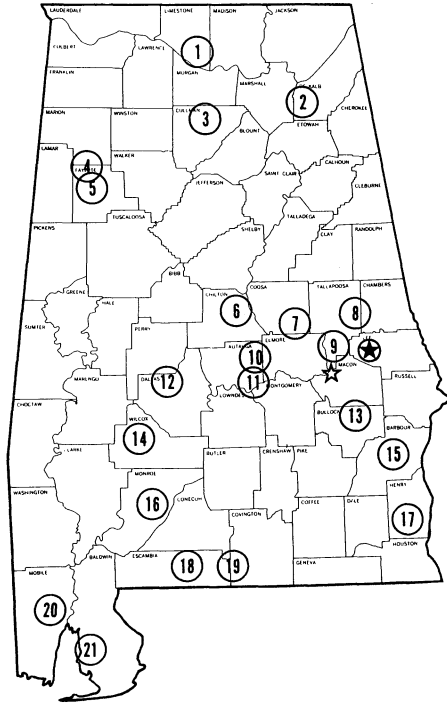 LAUDERDALE
LIMESTONE
MADISON
JACKSON
COLBERT
LAWRENCE
1
FRANKLIN
MORGAN
MARSHALL
2
CHEROKEE
MARION
WINSTON
CULLMAN
3
BLOUNT
ETOWAH
LAMAR
WALKER
4
FAYETTE
5
JEFFERSON
SAINT CLAIR
CALHOUN
CLEBURNE
TUSCALOOSA
TALLADEGA
PICKENS
SHELBY
CLAY
RANDOLPH
BIBB
GREENE
HALE
CHILTON
COOSA
TALLAPOOSA
CHAMBERS
6
7
8
SUMTER
PERRY
AUTAUGA
ELMORE
9
10
MACON
MARENGO
DALLAS
12
11
LOWNDES
MONTGOMERY
RUSSELL
CHOCTAW
WILCOX
BULLOCK
13
BARBOUR
14
CLARKE
BUTLER
CRENSHAW
PIKE
15
MONROE
WASHINGTON
16
CONECUH
COFFEE
DALE
HENRY
COVINGTON
17
HOUSTON
BALDWIN
ESCAMBIA
18
19
GENEVA
MOBILE
20
21